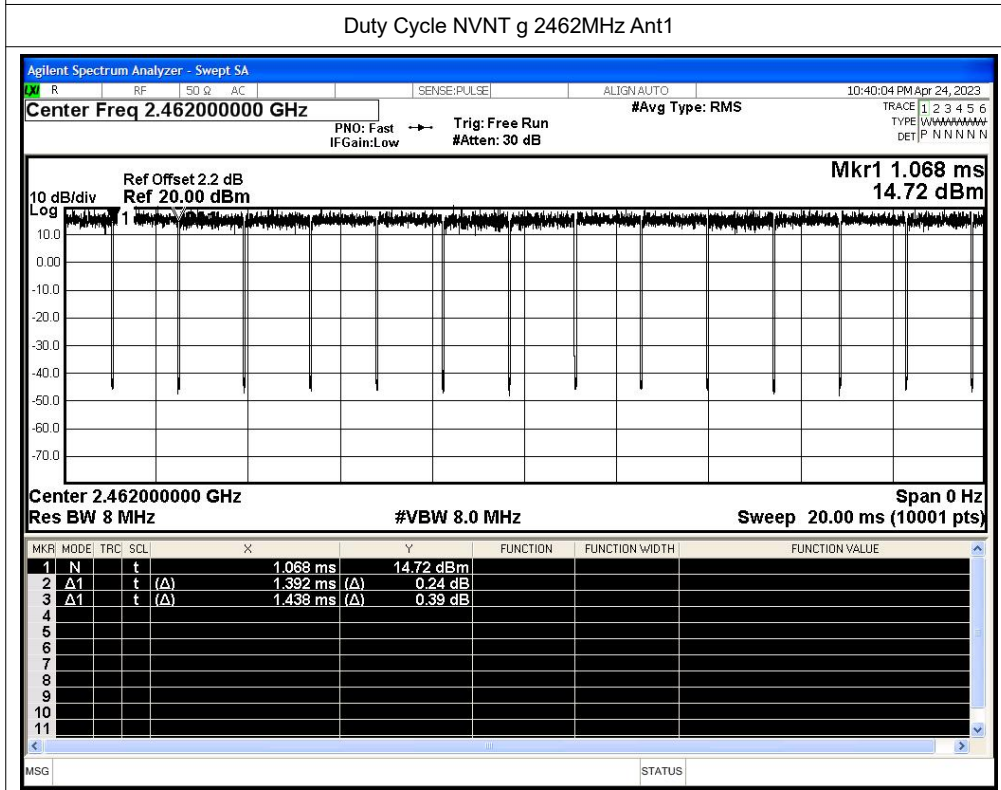 Duty Cycle NVNT g 2462MHz Ant1
Agilent Spectrum Analyzer - Swept SA
LXI R RF 50 Ω AC SENSE:PULSE ALIGN AUTO 10:40:04 PM Apr 24, 2023
Center Freq 2.462000000 GHz #Avg Type: RMS TRACE 1 2 3 4 5 6
PNO: Fast Trig: Free Run TYPE WWWWWW
IFGain:Low #Atten: 30 dB DET P N N N N N
Mkr1 1.068 ms
Ref Offset 2.2 dB
10 dB/div Ref 20.00 dBm 14.72 dBm
Log
1
10.0
0.00
-10.0
-20.0
-30.0
-40.0
-50.0
-60.0
-70.0
Center 2.462000000 GHz Span 0 Hz
Res BW 8 MHz #VBW 8.0 MHz Sweep 20.00 ms (10001 pts)
MKR MODE TRC SCL X Y FUNCTION FUNCTION WIDTH FUNCTION VALUE
1 N t 1.068 ms 14.72 dBm
2 Δ1 t (Δ) 1.392 ms (Δ) 0.24 dB
3 Δ1 t (Δ) 1.438 ms (Δ) 0.39 dB
4
5
6
7
8
9
10
11
MSG STATUS